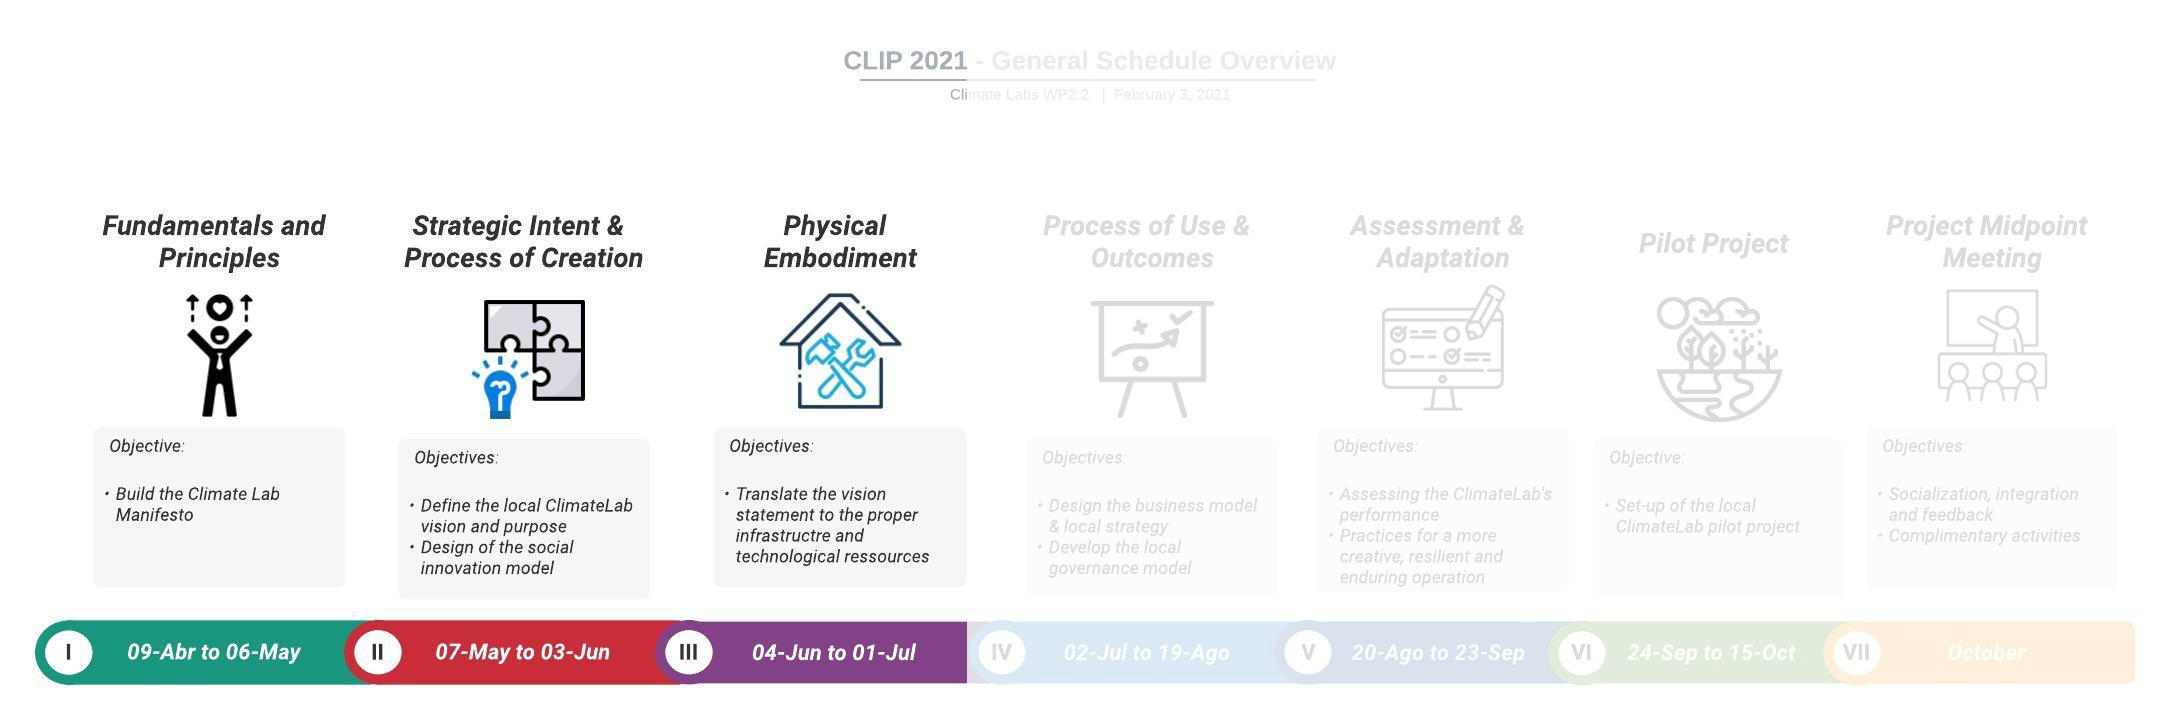 CLIP 2021 - General Schedule Overview
Climate Labs WP2.2. | February 3, 2021
Fundamentals and
Principles
Objective:
• Build the Climate Lab
Manifesto
Strategic Intent &
Process of Creation
Objectives:
• Define the local ClimateLab
vision and purpose
• Design of the social
innovation model
Physical
Embodiment
Objectives:
• Translate the vision
statement to the proper
infrastructre and
technological ressources
Process of Use &
Outcomes
Objectives:
• Design the business model
& local strategy
• Develop the local
governance model
Assessment &
Adaptation
Objectives:
• Assessing the ClimateLab's
performance
• Practices for a more
creative, resilient and
enduring operation
Pilot Project
Objective:
• Set-up of the local
ClimateLab pilot project
Project Midpoint
Meeting
Objectives:
• Socialization, integration
and feedback
• Complimentary activities
I 09-Abr to 06-May
II 07-May to 03-Jun
III 04-Jun to 01-Jul
IV 02-Jul to 19-Ago
V 20-Ago to 23-Sep
VI 24-Sep to 15-Oct
VII October